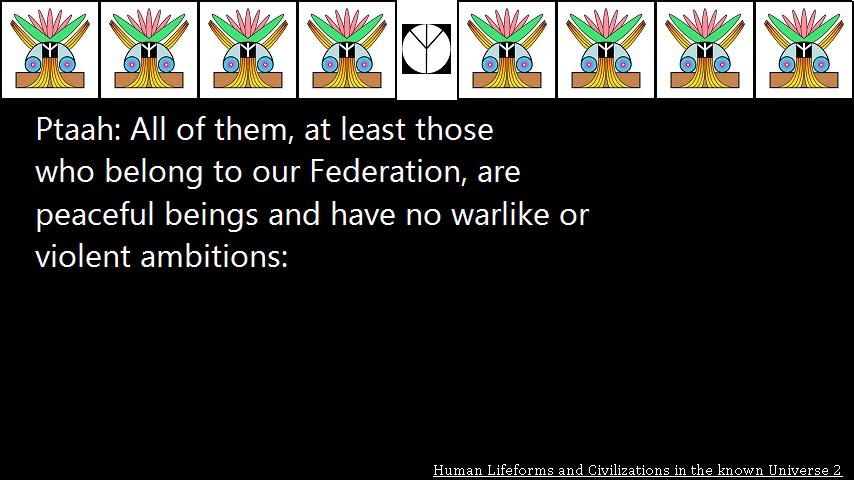 Ptaah: All of them, at least those
who belong to our Federation, are
peaceful beings and have no warlike or
violent ambitions:
Human Lifeforms and Civilizations in the known Universe 2